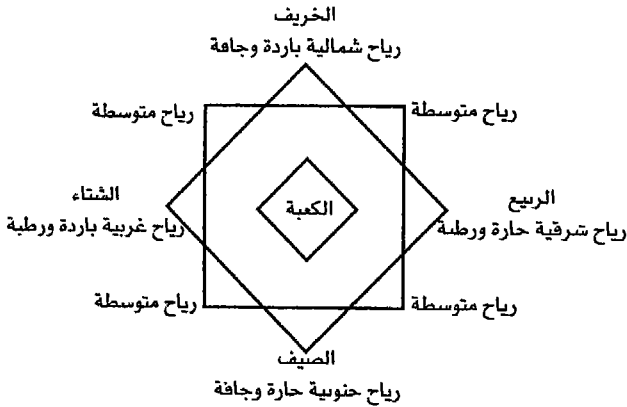 الخريف
رياح شمالية باردة وجافة
رياح متوسطة
رياح متوسطة
الربيع
رياح شرقية حارة ورطبة
الكعبة
الشتاء
رياح غربية باردة ورطبة
رياح متوسطة
رياح متوسطة
الصيف
رياح جنوبية حارة وجافة